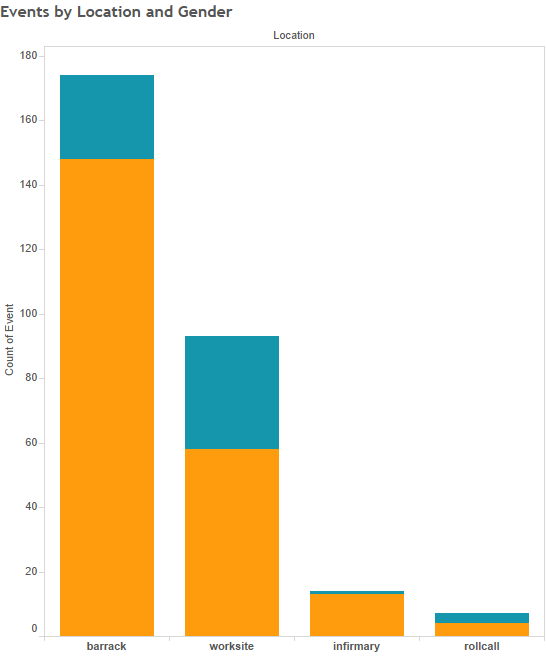 Events by Location and Gender
Location
180
160
140
120
100
80
60
40
20
0
Count of Event
barrack worksite infirmary rollcall